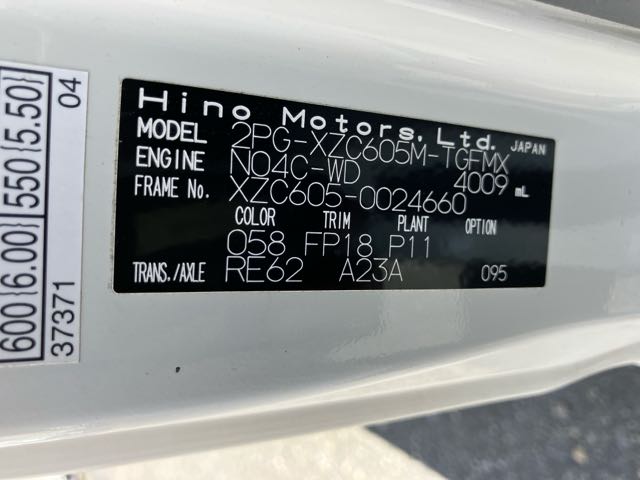 Hino Motors, Ltd. JAPAN
MODEL 2PG-XZC605M-TGFMX
ENGINE N04C-WD 4009 mL
FRAME No. XZC605-0024660
COLOR TRIM PLANT OPTION
058 FP18 P11
TRANS./AXLE RE62 A23A 095
600(6.00) 550(5.50)
37371 04